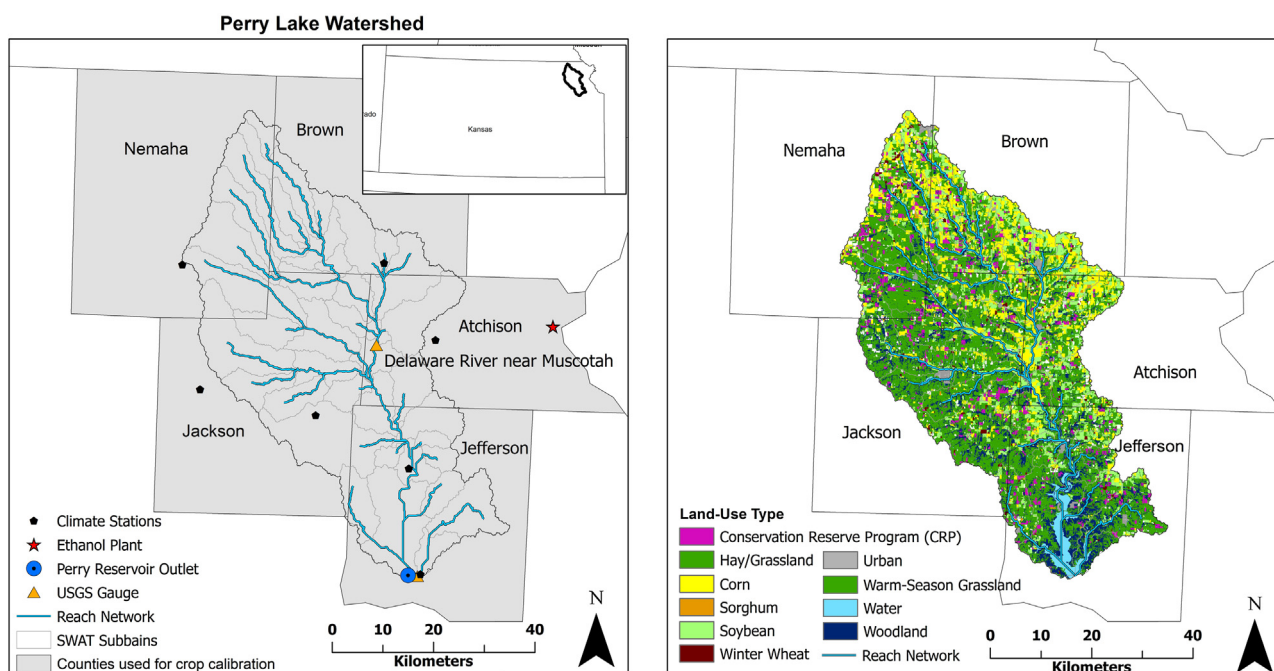 Perry Lake Watershed
Missouri
ado
Kansas
Brown
Nemaha
Atchison
Delaware River near Muscotah
Jackson
Jefferson
Climate Stations
Ethanol Plant
Perry Reservoir Outlet
USGS Gauge
Reach Network
SWAT Subbains
Counties used for crop calibration
0 10 20 40
Kilometers
N
Brown
Nemaha
Atchison
Jackson
Jefferson
Land-Use Type
Conservation Reserve Program (CRP)
Hay/Grassland
Corn
Sorghum
Soybean
Winter Wheat
Urban
Warm-Season Grassland
Water
Woodland
Reach Network
0 10 20 40
Kilometers
N